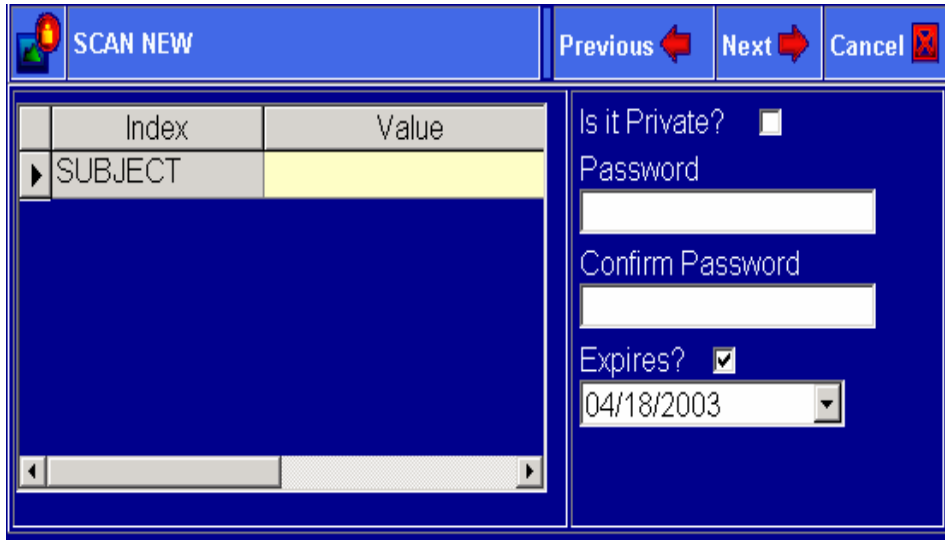 SCAN NEW
Previous
Next
Cancel
Index Value
SUBJECT
Is it Private?
Password
Confirm Password
Expires?
04/18/2003